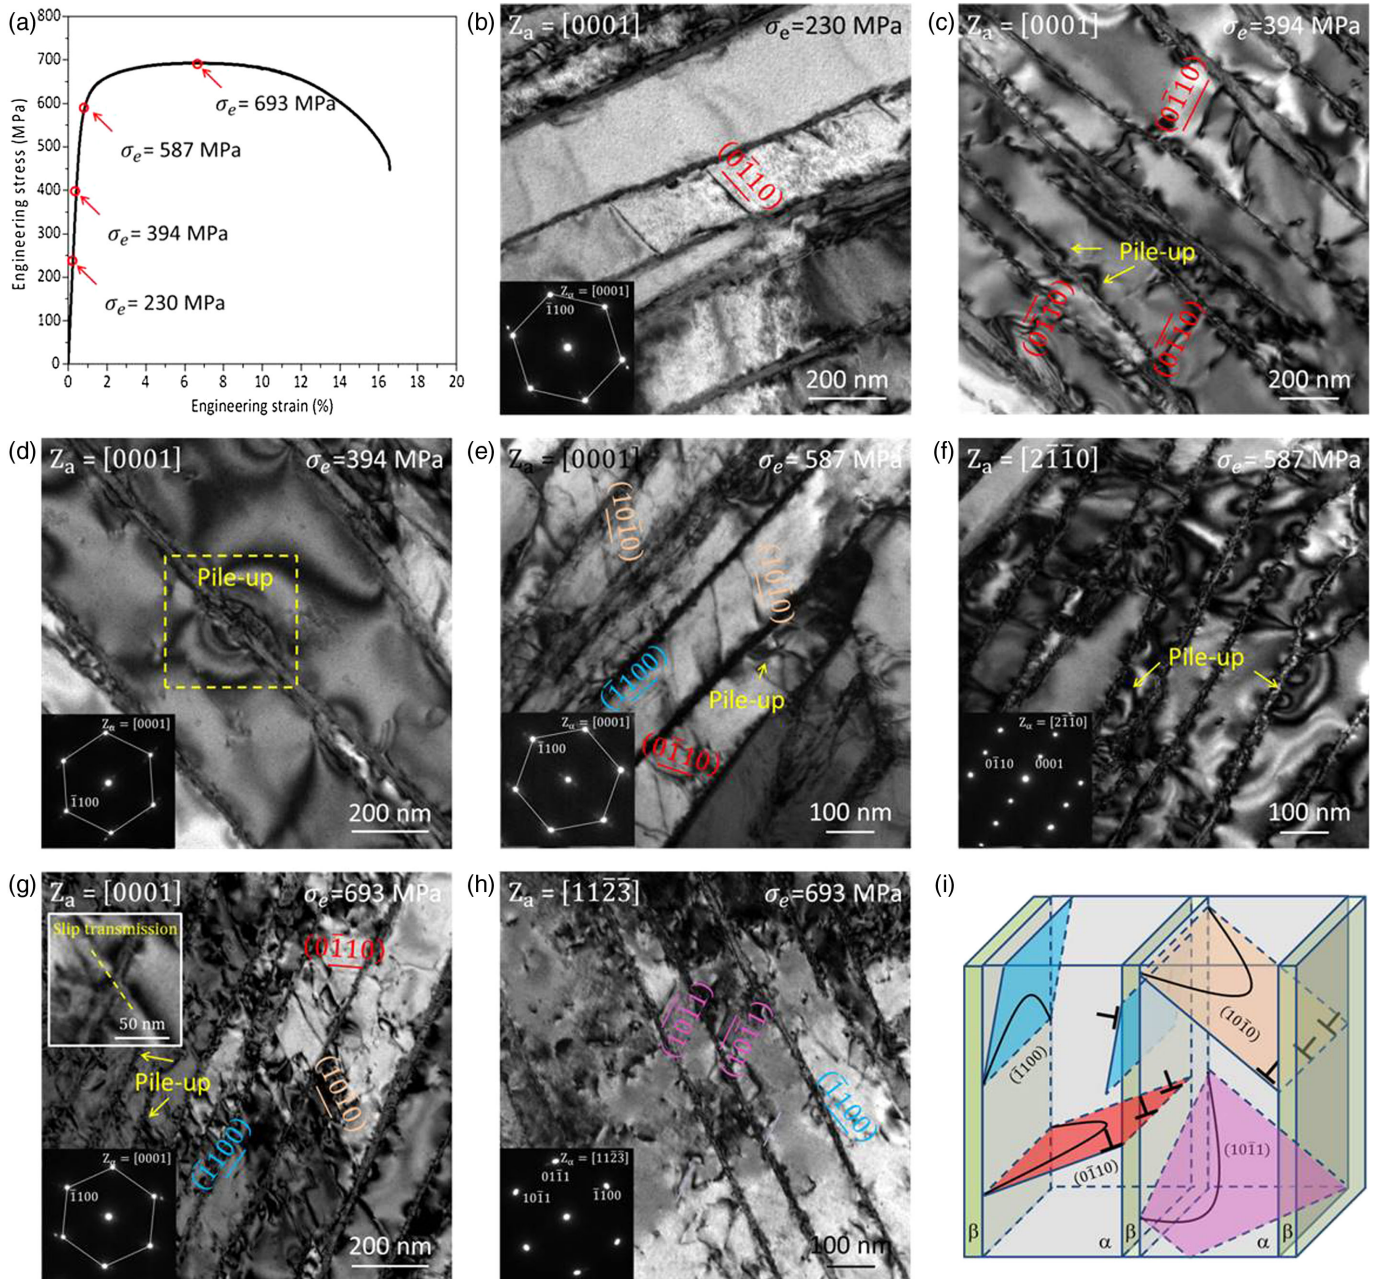 (a)
800
700
600
500
400
300
200
100
0
0 2 4 6 8 10 12 14 16 18 20
Engineering stress (MPa)
Engineering strain (%)
σe= 693 MPa
σe= 587 MPa
σe= 394 MPa
σe= 230 MPa
(b)
Za = [0001] σe=230 MPa
(01̅10)
Zα = [0001]
1̅100
200 nm
(c)
Za = [0001] σe=394 MPa
(01̅10)
Pile-up
(01̅10)
(01̅10)
200 nm
(d)
Za = [0001] σe=394 MPa
Pile-up
Zα = [0001]
1̅100
200 nm
(e)
Za = [0001] σe= 587 MPa
(101̅0)
(101̅0)
(1̅100)
Pile-up
(01̅10)
Zα = [0001]
1̅100
100 nm
(f)
Za = [21̅1̅0] σe= 587 MPa
Pile-up
Zα = [21̅1̅0]
01̅10 0001
100 nm
(g)
Za = [0001] σe=693 MPa
Slip transmission
50 nm
(01̅10)
Pile-up
(101̅0)
(1̅100)
Zα = [0001]
1̅100
200 nm
(h)
Za = [112̅3̅] σe=693 MPa
(101̅1)
(101̅1)
(1̅100)
Zα = [112̅3̅]
011̅1
101̅1 1̅100
100 nm
(i)
(1̅100)
(101̅0)
(01̅10)
(101̅1)
β α β α β